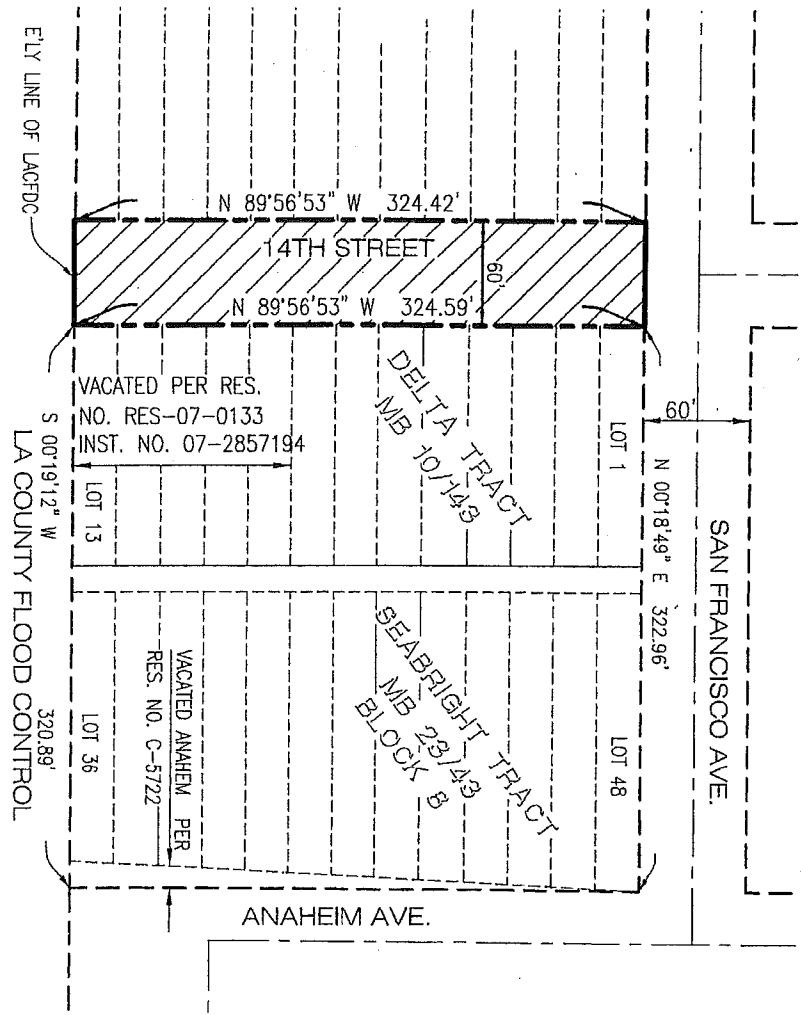 E'LY LINE OF LACFDC
N 89°56'53" W 324.42'
14TH STREET
60'
N 89°56'53" W 324.59'
VACATED PER RES.
NO. RES-07-0133
INST. NO. 07-2857194
DELTA TRACT
MB 10/143
LOT 1
LOT 13
60'
N 00°18'49" E 322.96'
SAN FRANCISCO AVE.
S 00°19'12" W 320.89'
LA COUNTY FLOOD CONTROL
SEABRIGHT TRACT
MB 23/43
BLOCK B
LOT 48
LOT 36
VACATED ANAHEM PER
RES. NO. C-5722
ANAHEIM AVE.